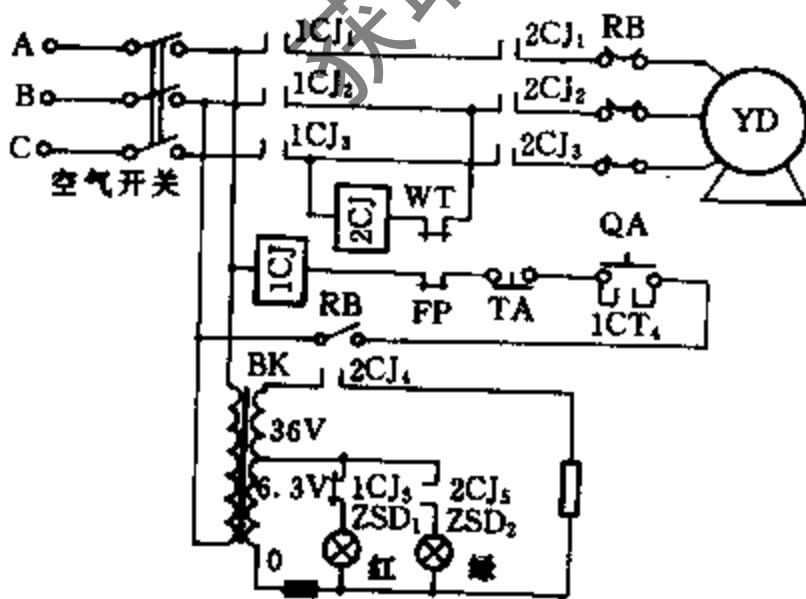 A
B
C
空气开关
1CJ₁
1CJ₂
1CJ₃
2CJ₁
2CJ₂
2CJ₃
RB
YD
2CJ
WT
1CJ
FP
TA
QA
1CT₄
RB
BK
2CJ₄
36V
6.3V
0
1CJ₅
ZSD₁
红
2CJ₅
ZSD₂
绿